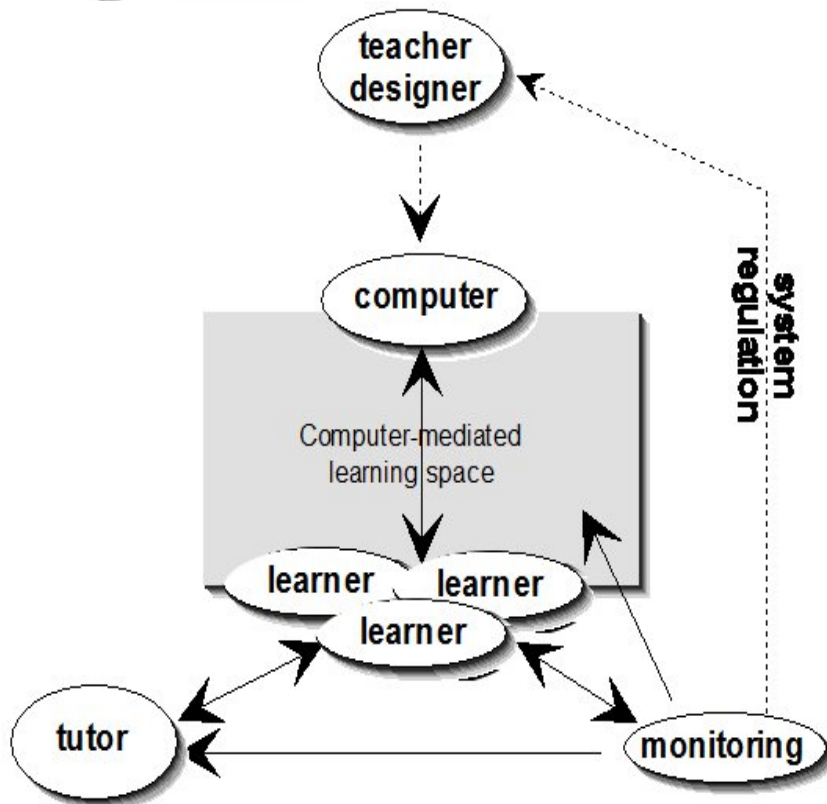 teacher
designer
computer
system
regulation
Computer-mediated
learning space
learner
learner
learner
tutor
monitoring